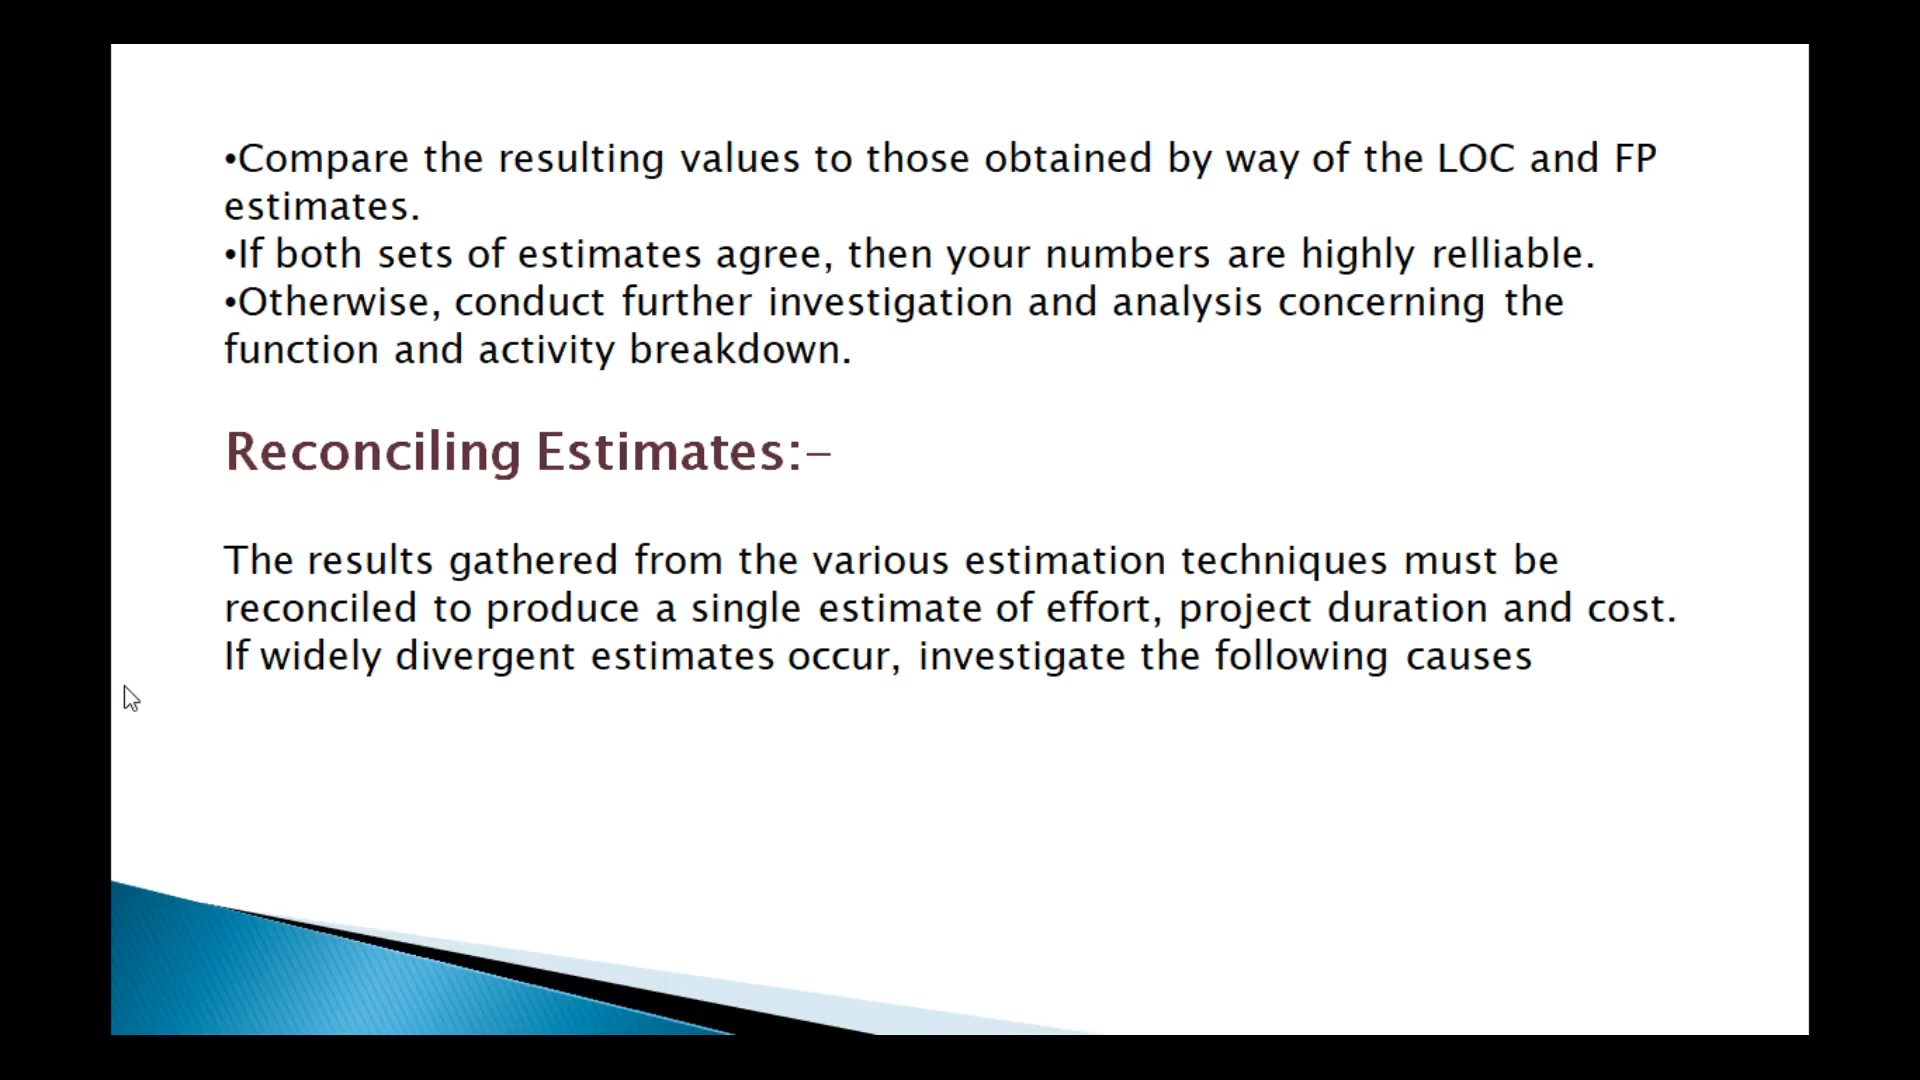 •Compare the resulting values to those obtained by way of the LOC and FP
estimates.
•If both sets of estimates agree, then your numbers are highly relliable.
•Otherwise, conduct further investigation and analysis concerning the
function and activity breakdown.
Reconciling Estimates:–
The results gathered from the various estimation techniques must be
reconciled to produce a single estimate of effort, project duration and cost.
If widely divergent estimates occur, investigate the following causes